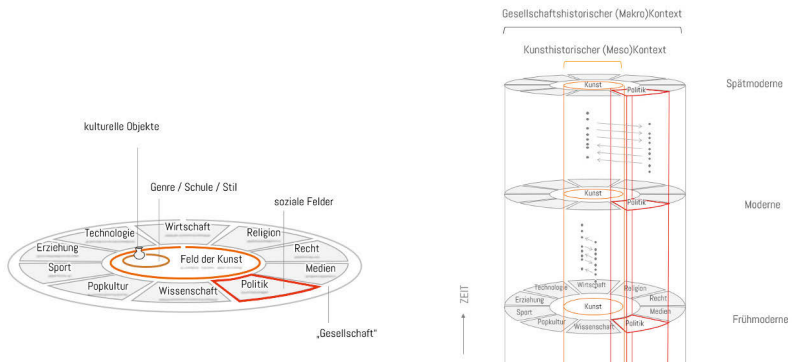 kulturelle Objekte
Genre / Schule / Stil
soziale Felder
Wirtschaft
Technologie
Religion
Erziehung
Recht
Feld der Kunst
Sport
Medien
Popkultur
Wissenschaft
Politik
„Gesellschaft"
Gesellschaftshistorischer (Makro)Kontext
Kunsthistorischer (Meso)Kontext
Kunst
Politik
Spätmoderne
Kunst
Politik
Moderne
Technologie
Wirtschaft
Religion
Erziehung
Recht
Kunst
Sport
Medien
Popkultur
Wissenschaft
Politik
Frühmoderne
ZEIT